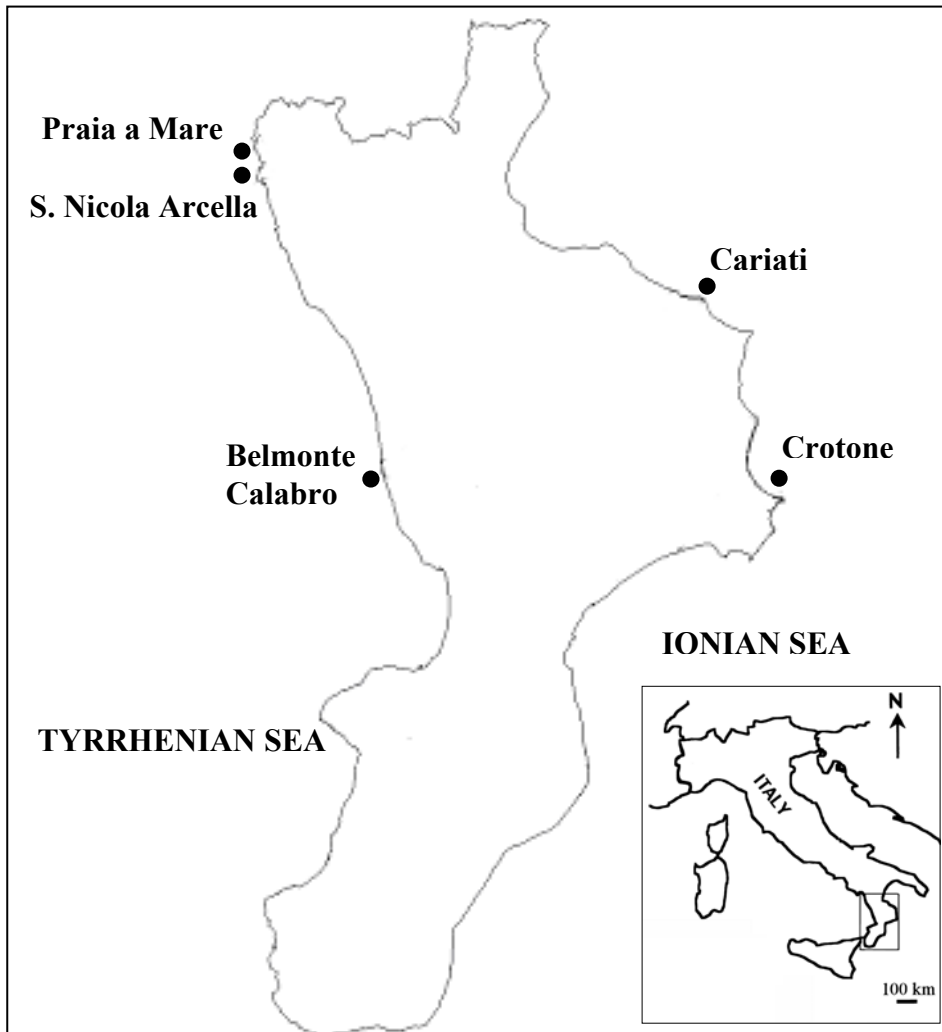 Praia a Mare
S. Nicola Arcella
Cariati
Belmonte
Calabro
Crotone
IONIAN SEA
TYRRHENIAN SEA
N
ITALY
100 km